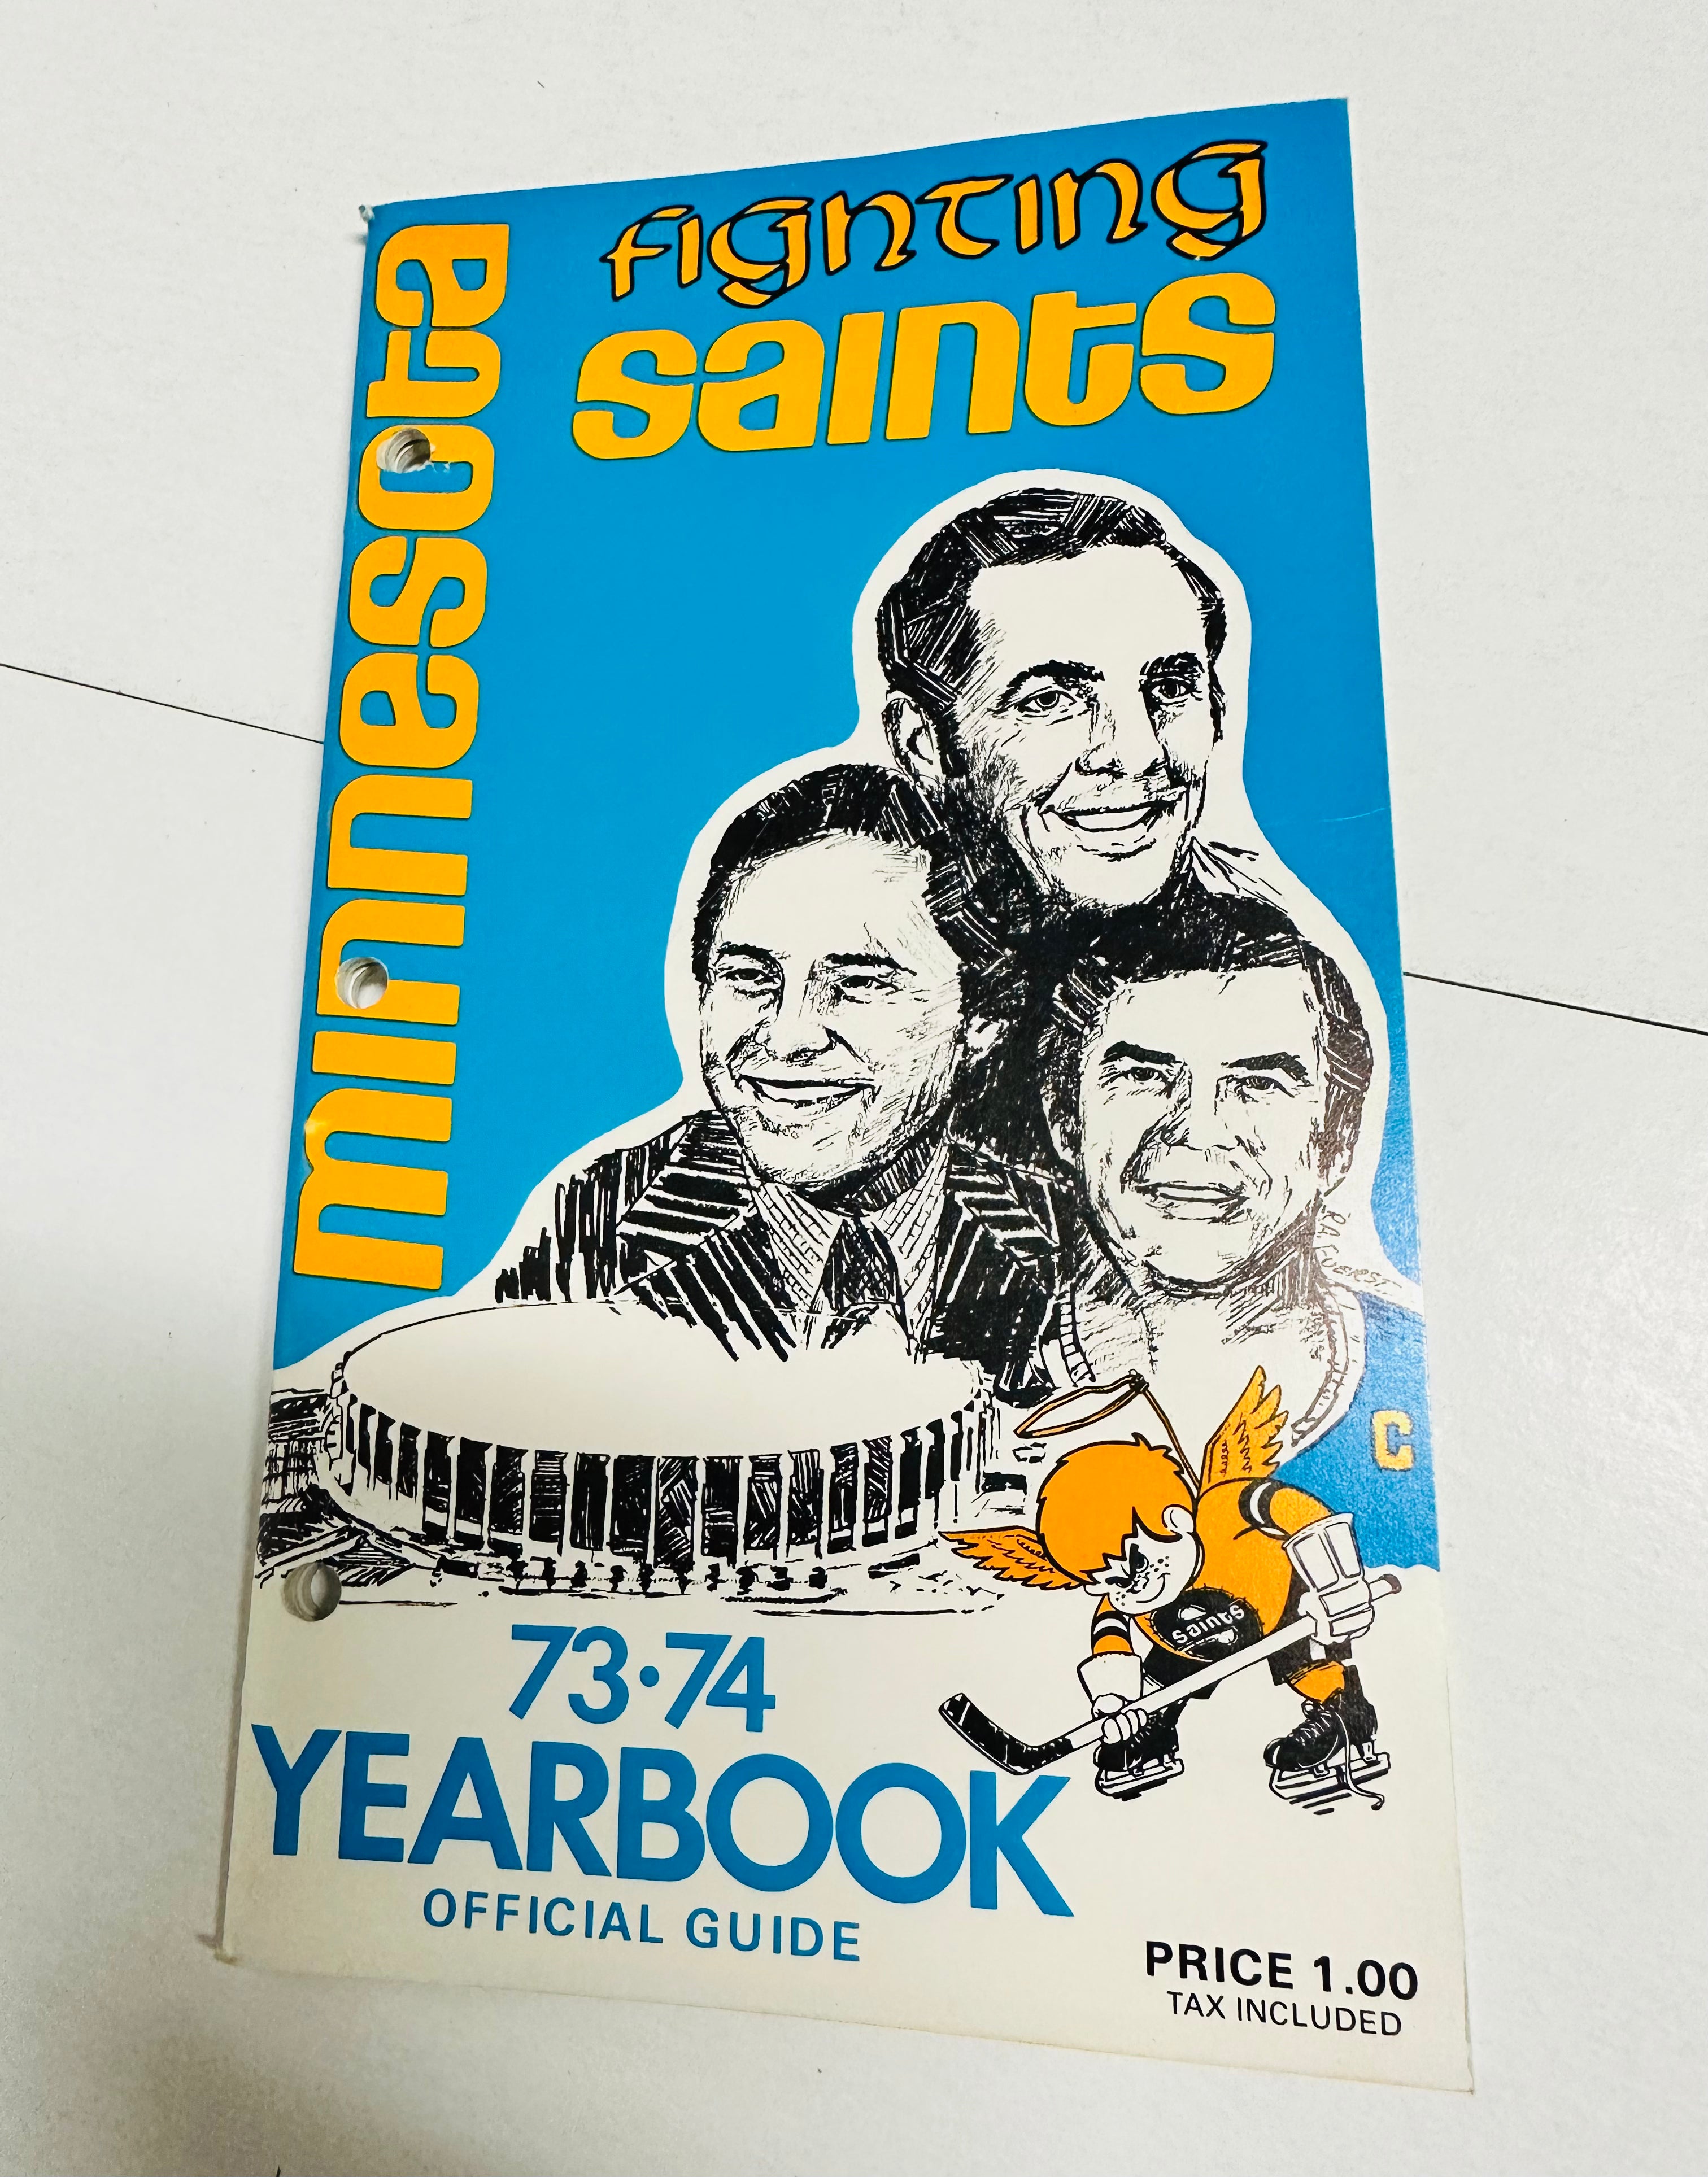 minnesota
fighting
saints
C
saints
73·74
YEARBOOK
OFFICIAL GUIDE
PRICE 1.00
TAX INCLUDED